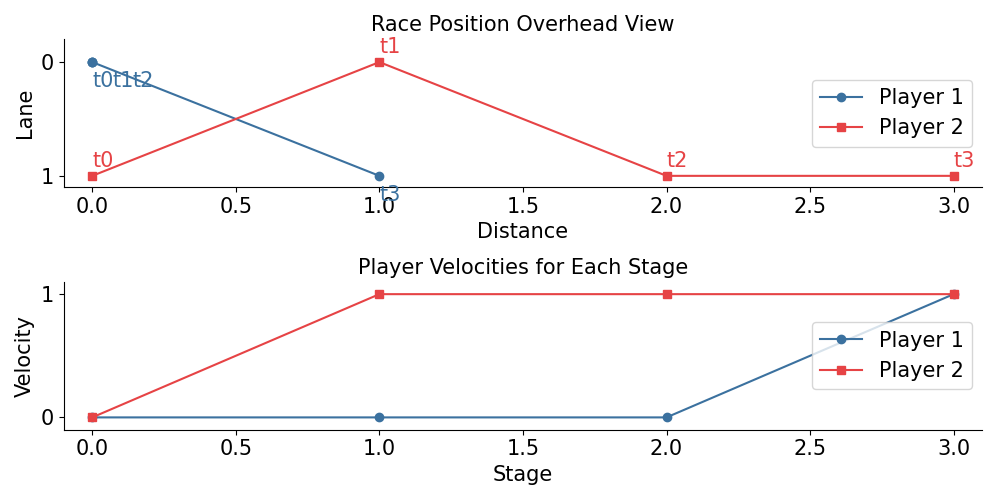 Race Position Overhead View
t1
0
t0t1t2
Player 1
Lane
Player 2
t0
t2
t3
1
t3
0.0 0.5 1.0 1.5 2.0 2.5 3.0
Distance
Player Velocities for Each Stage
1
Velocity
Player 1
Player 2
0
0.0 0.5 1.0 1.5 2.0 2.5 3.0
Stage